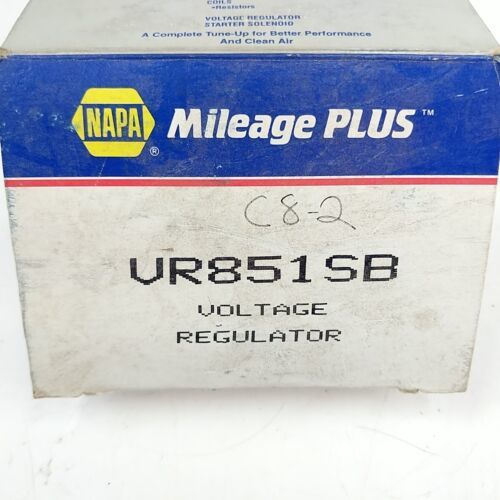 COILS
•Resistors
VOLTAGE REGULATOR
STARTER SOLENOID
A Complete Tune-Up for Better Performance
And Clean Air
NAPA® Mileage PLUS™
C8-2
VR851SB
VOLTAGE
REGULATOR